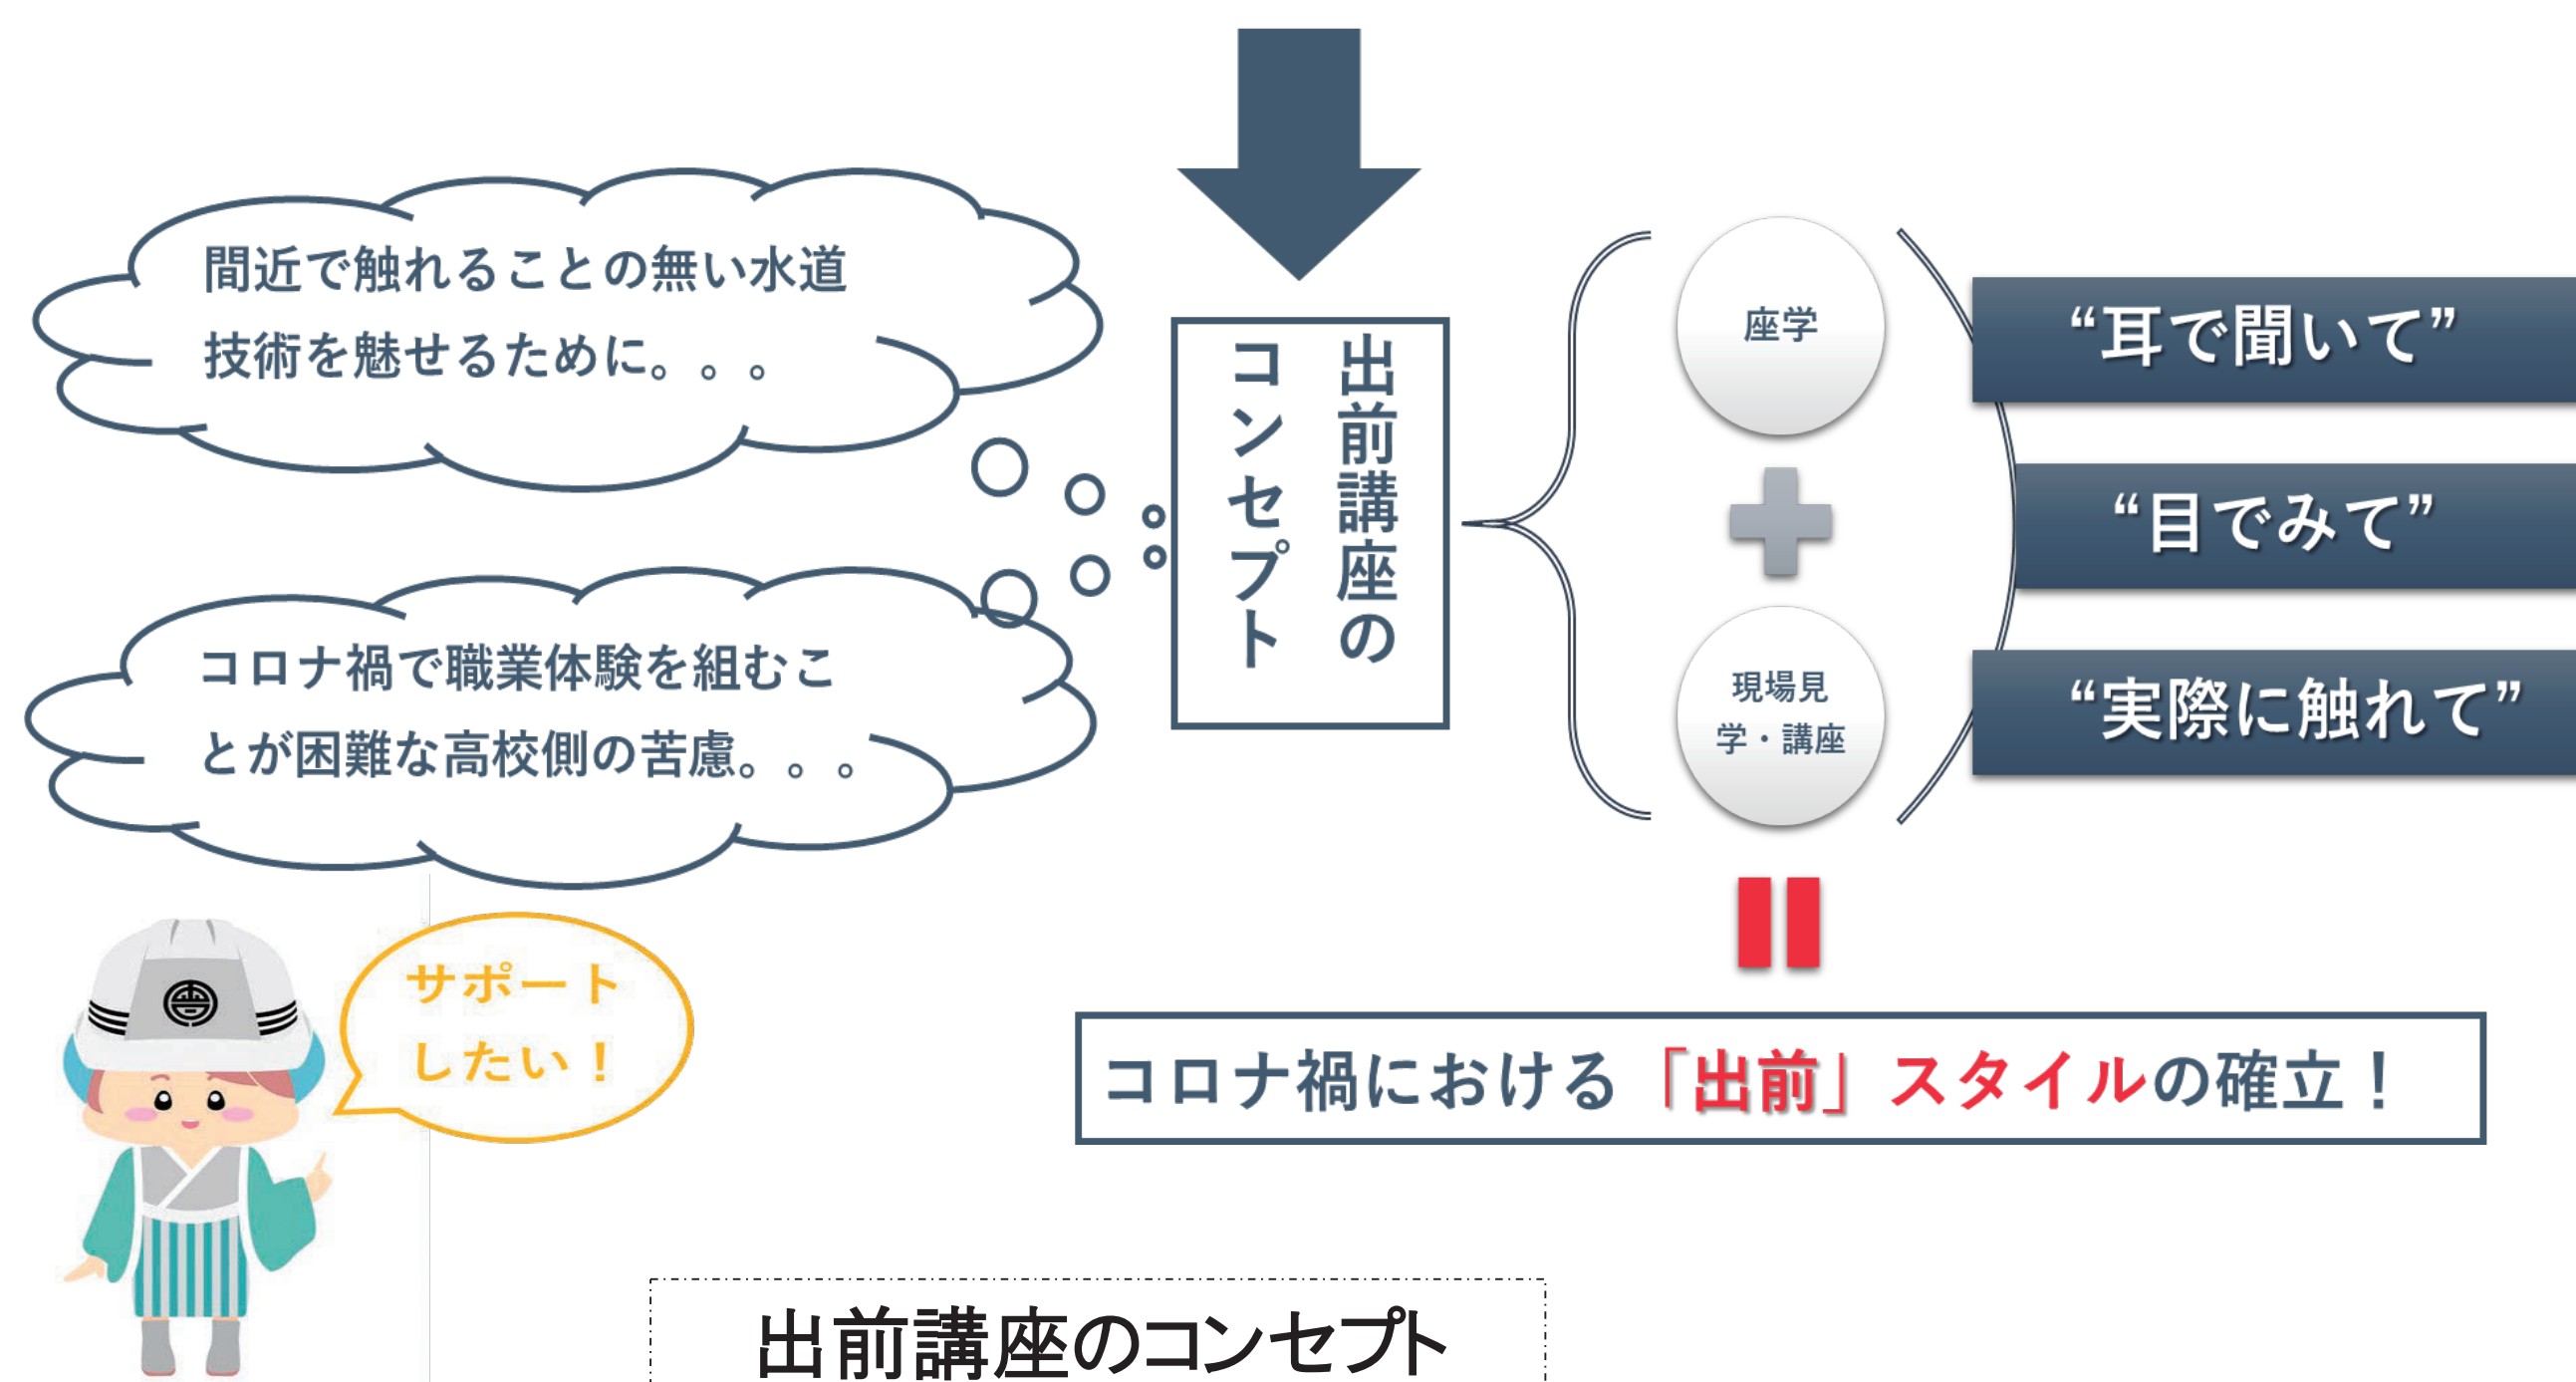 間近で触れることの無い水道
技術を魅せるために。。。
コロナ禍で職業体験を組むこ
とが困難な高校側の苦慮。。。
サポート
したい！
出前講座の
コンセプト
座学
現場見
学・講座
“耳で聞いて”
“目でみて”
“実際に触れて”
コロナ禍における「出前」スタイルの確立！
出前講座のコンセプト